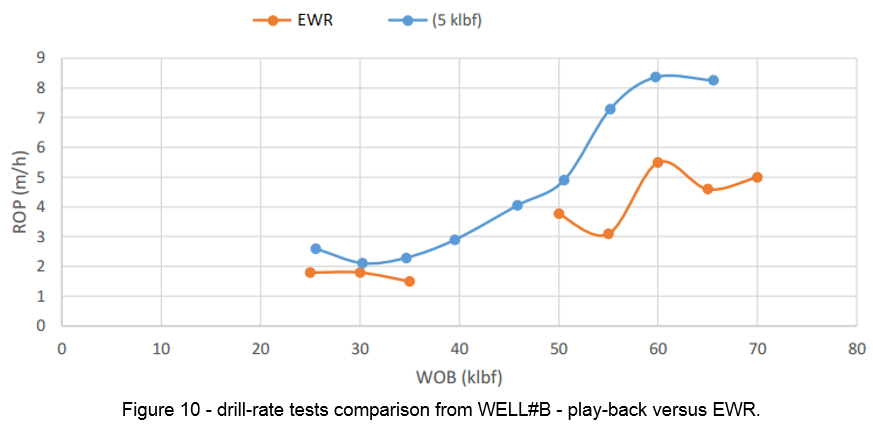 EWR (5 klbf)
9
8
7
6
5
4
3
2
1
0
ROP (m/h)
0 10 20 30 40 50 60 70 80
WOB (klbf)
Figure 10 - drill-rate tests comparison from WELL#B - play-back versus EWR.